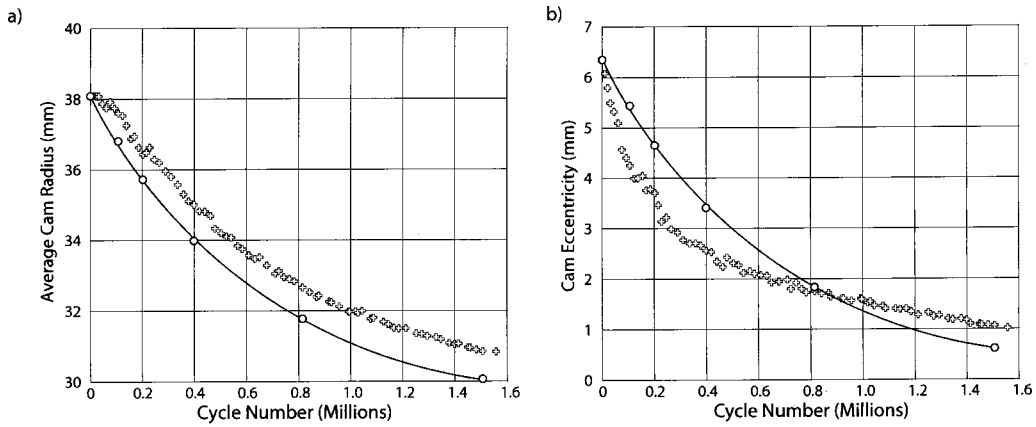 a)
40
38
36
34
32
30
Average Cam Radius (mm)
0 0.2 0.4 0.6 0.8 1.0 1.2 1.4 1.6
Cycle Number (Millions)
b)
7
6
5
4
3
2
1
0
Cam Eccentricity (mm)
0 0.2 0.4 0.6 0.8 1.0 1.2 1.4 1.6
Cycle Number (Millions)